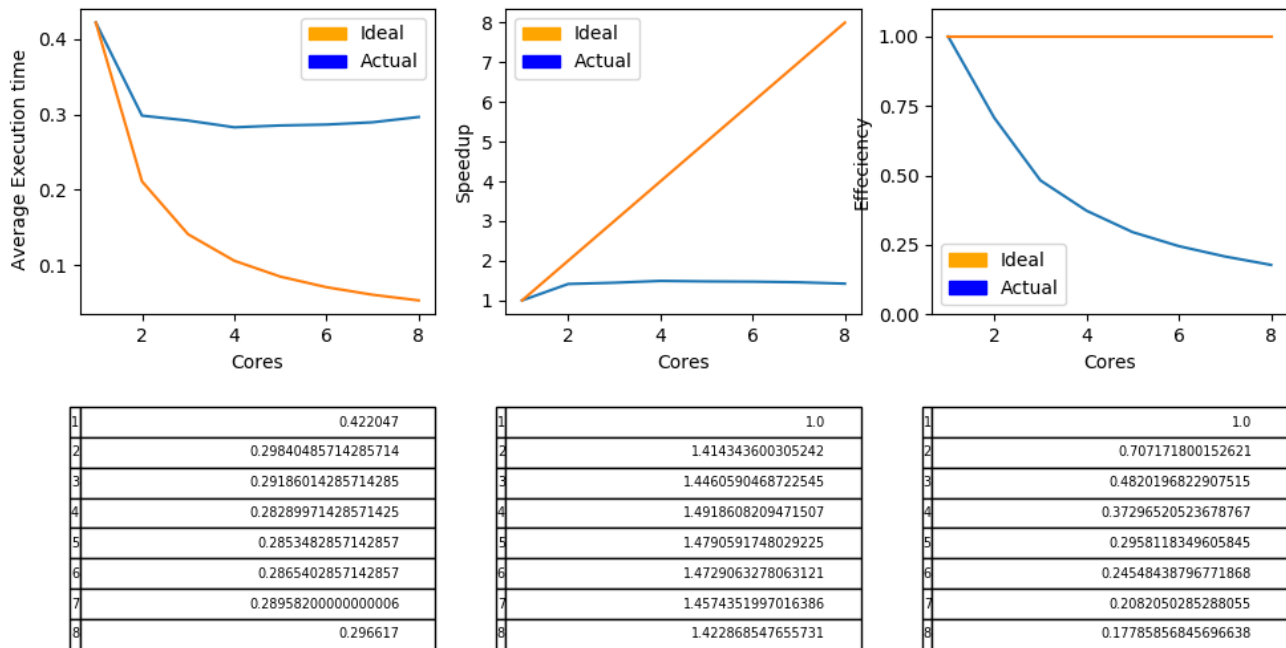 Average Execution time
0.4
0.3
0.2
0.1
Ideal
Actual
2 4 6 8
Cores
Speedup
8
7
6
5
4
3
2
1
Ideal
Actual
2 4 6 8
Cores
Effeciency
1.00
0.75
0.50
0.25
0.00
Ideal
Actual
2 4 6 8
Cores
1 0.422047
2 0.29840485714285714
3 0.29186014285714285
4 0.28289971428571425
5 0.2853482857142857
6 0.2865402857142857
7 0.28958200000000006
8 0.296617
1 1.0
2 1.414343600305242
3 1.4460590468722545
4 1.4918608209471507
5 1.4790591748029225
6 1.4729063278063121
7 1.4574351997016386
8 1.422868547655731
1 1.0
2 0.707171800152621
3 0.4820196822907515
4 0.37296520523678767
5 0.2958118349605845
6 0.24548438796771868
7 0.2082050285288055
8 0.17785856845696638